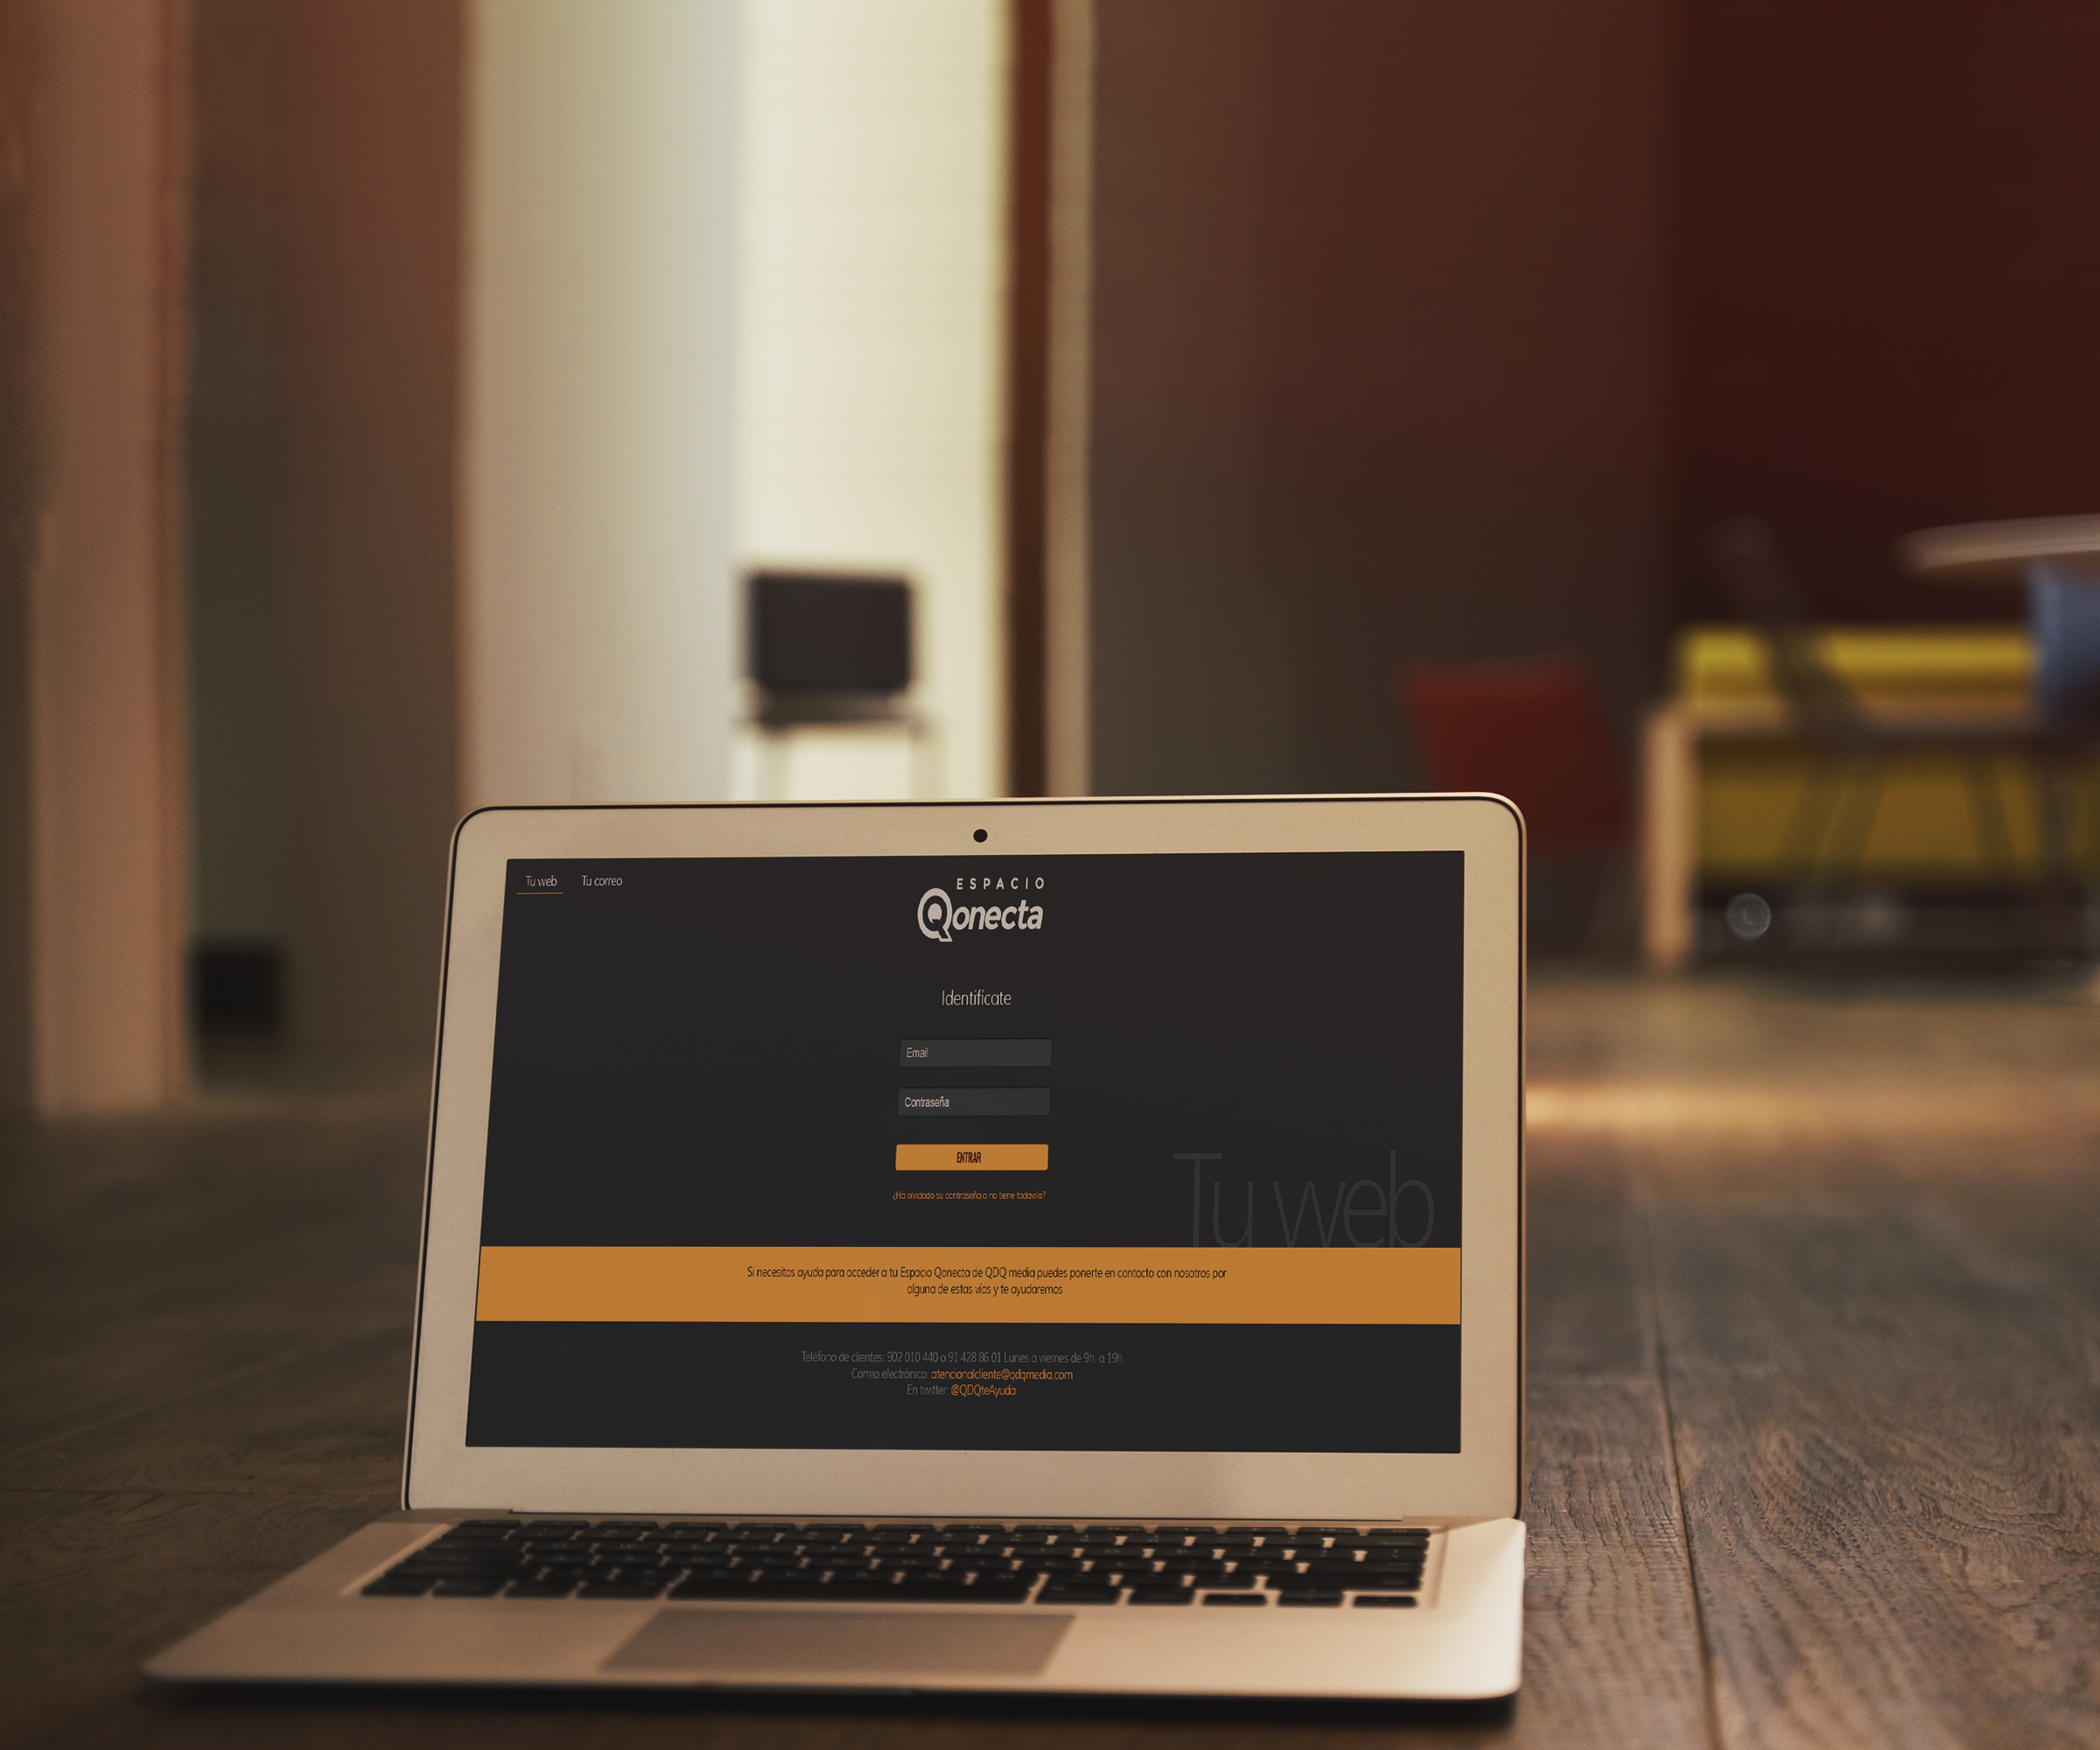 Tu web Tu correo
ESPACIO
Qonecta
Identifícate
Email
Contraseña
ENTRAR
¿Ha olvidado su contraseña o no tiene todavía?
Tu web
Si necesitas ayuda para acceder a tu Espacio Qonecta de QDQ media puedes ponerte en contacto con nosotros por
alguna de estas vías y te ayudaremos
Teléfono de clientes: 902 010 440 o 91 428 86 01 Lunes a viernes de 9h. a 19h.
Correo electrónico: atencionalcliente@qdqmedia.com
En twitter: @QDQteAyuda